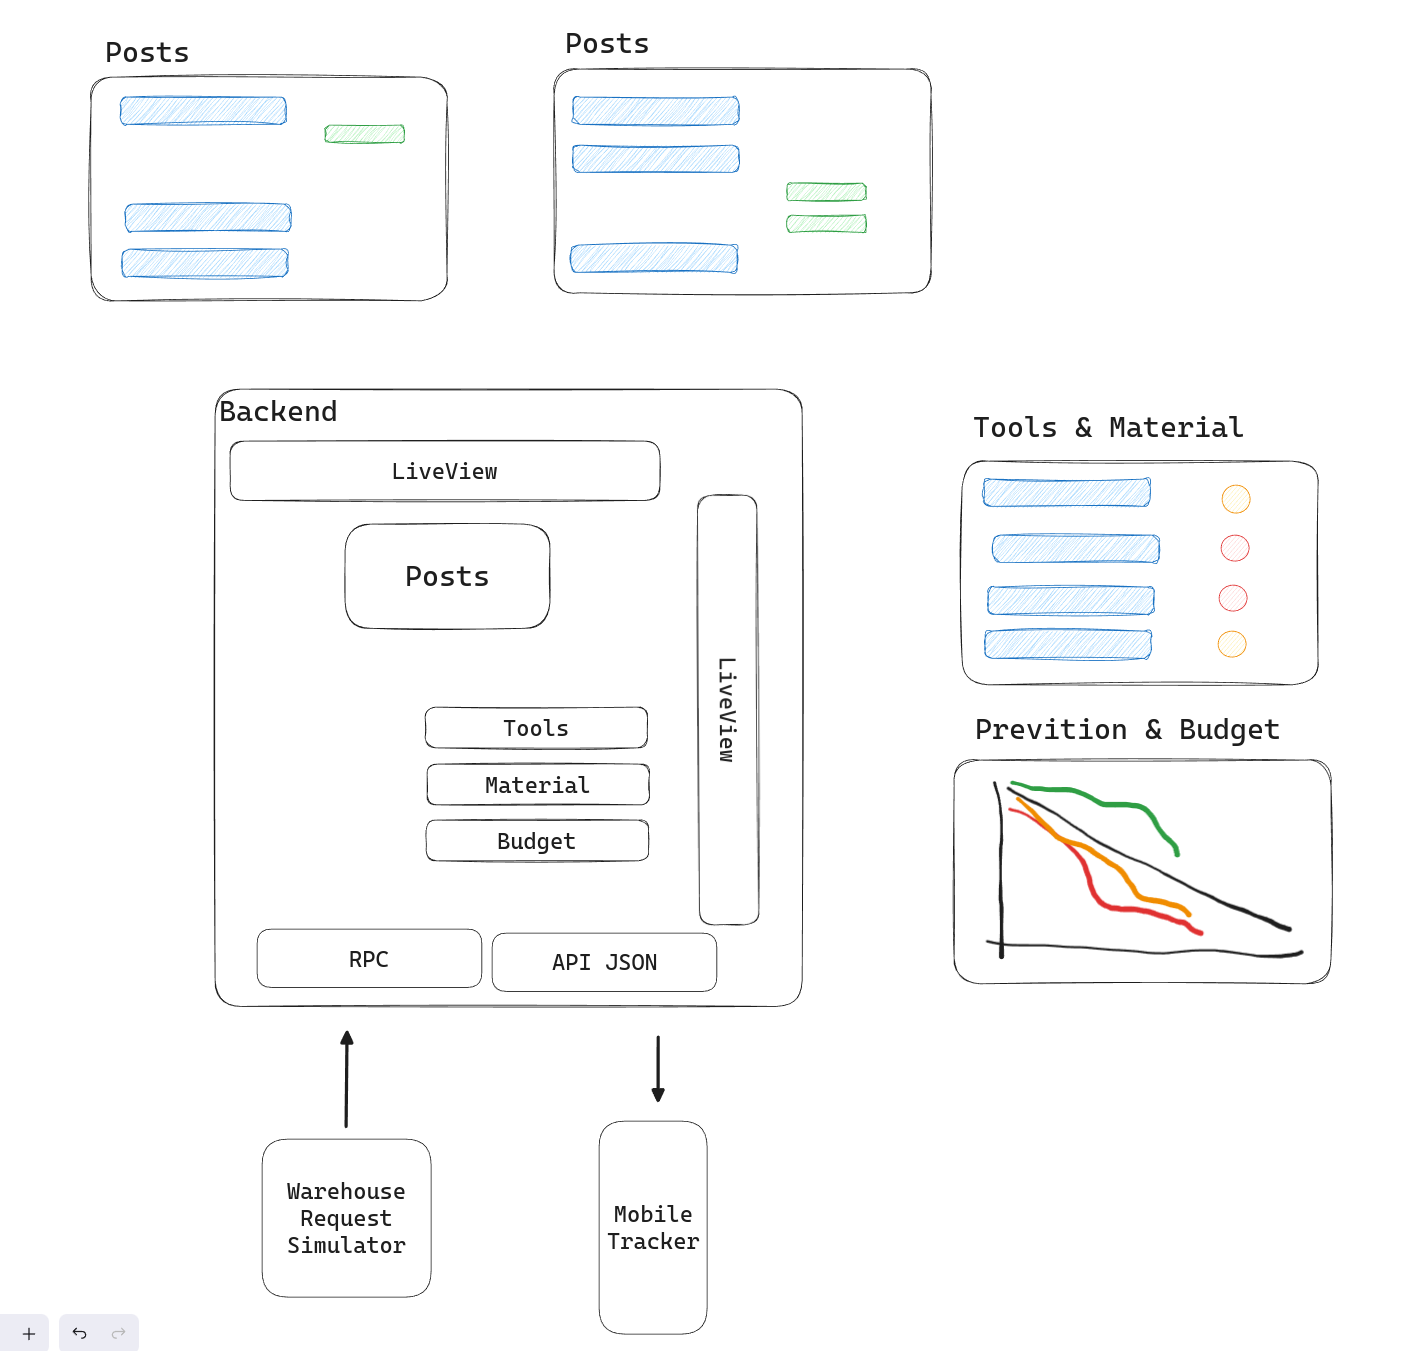 Posts
Posts
Backend
LiveView
Posts
LiveView
Tools
Material
Budget
RPC
API JSON
Tools & Material
Prevition & Budget
Warehouse
Request
Simulator
Mobile
Tracker